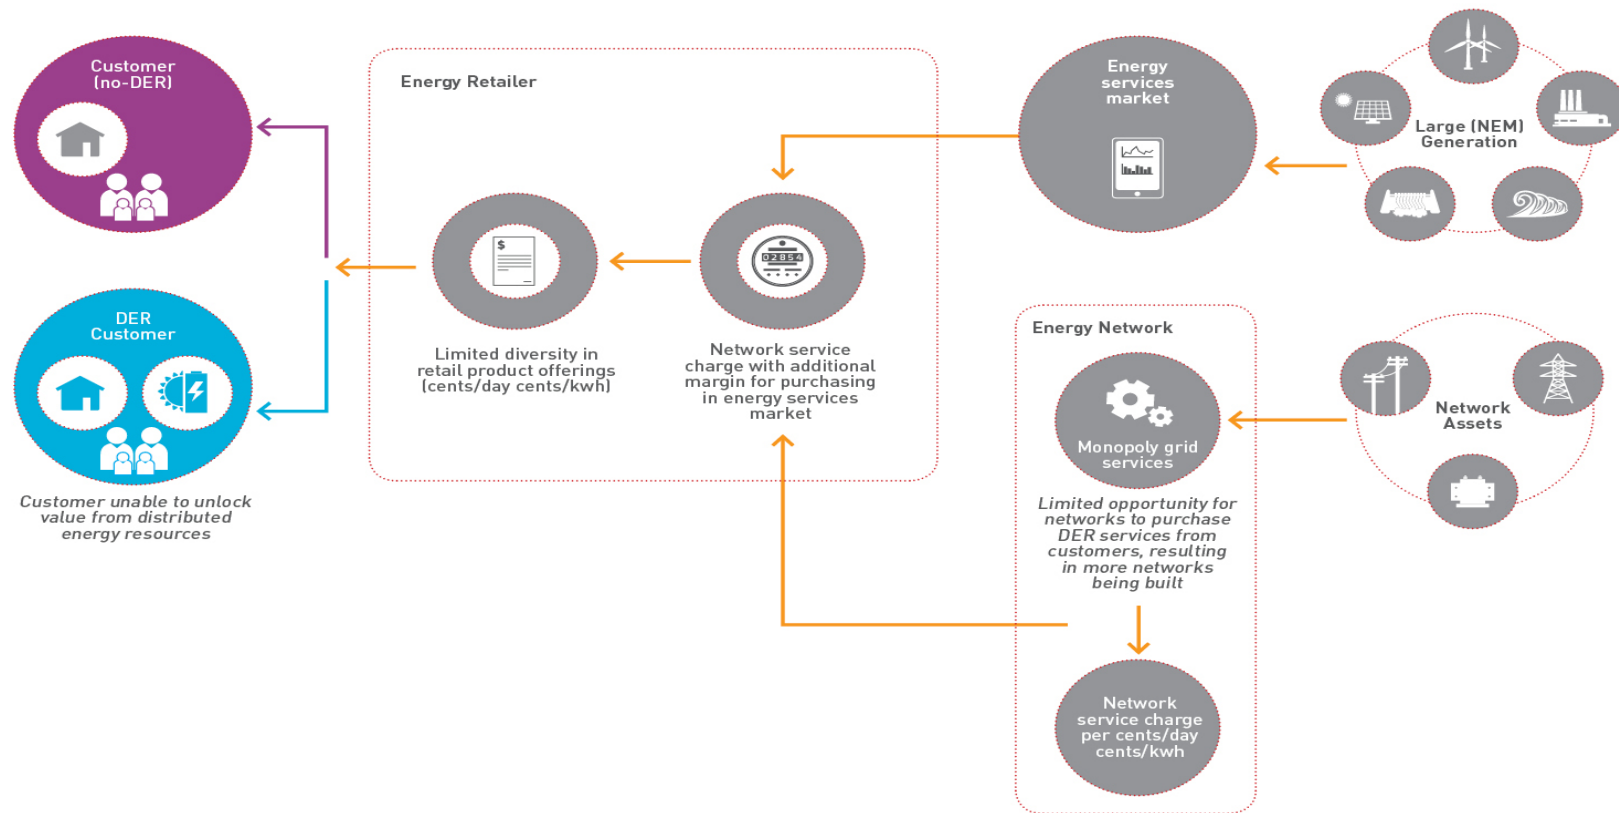 Customer
(no-DER)
DER
Customer
Customer unable to unlock
value from distributed
energy resources
Energy Retailer
$
Limited diversity in
retail product offerings
(cents/day cents/kwh)
02854
Network service
charge with additional
margin for purchasing
in energy services
market
Energy
services
market
Large (NEM)
Generation
Energy Network
Monopoly grid
services
Limited opportunity for
networks to purchase
DER services from
customers, resulting
in more networks
being built
Network
service charge
per cents/day
cents/kwh
Network
Assets